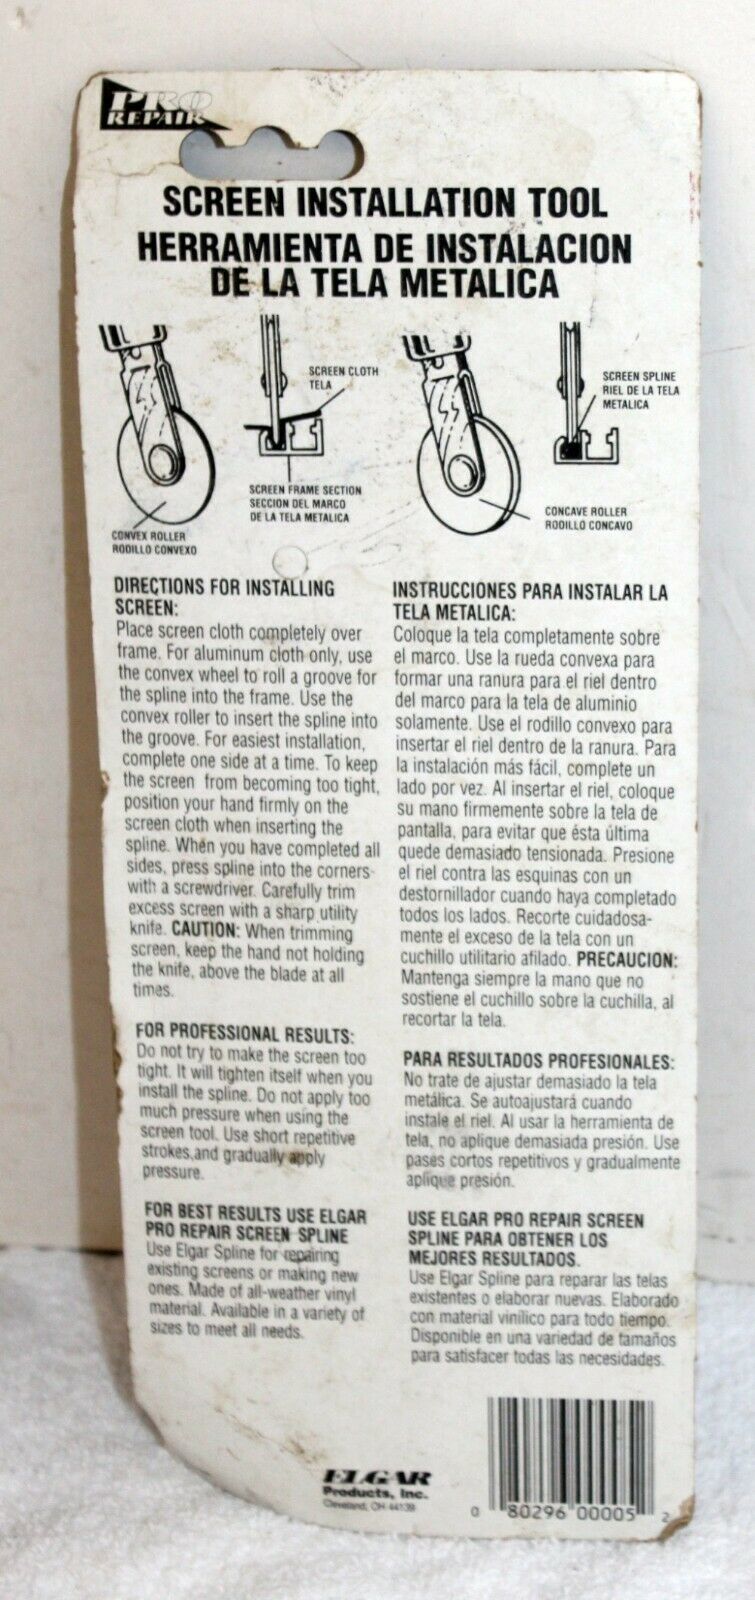 PRO
REPAIR
SCREEN INSTALLATION TOOL
HERRAMIENTA DE INSTALACION
DE LA TELA METALICA
SCREEN CLOTH
TELA
SCREEN FRAME SECTION
SECCION DEL MARCO
DE LA TELA METALICA
CONVEX ROLLER
RODILLO CONVEXO
SCREEN SPLINE
RIEL DE LA TELA
METALICA
CONCAVE ROLLER
RODILLO CONCAVO
DIRECTIONS FOR INSTALLING
SCREEN:
Place screen cloth completely over
frame. For aluminum cloth only, use
the convex wheel to roll a groove for
the spline into the frame. Use the
convex roller to insert the spline into
the groove. For easiest installation,
complete one side at a time. To keep
the screen from becoming too tight,
position your hand firmly on the
screen cloth when inserting the
spline. When you have completed all
sides, press spline into the corners
with a screwdriver. Carefully trim
excess screen with a sharp utility
knife. CAUTION: When trimming
screen, keep the hand not holding
the knife, above the blade at all
times.
FOR PROFESSIONAL RESULTS:
Do not try to make the screen too
tight. It will tighten itself when you
install the spline. Do not apply too
much pressure when using the
screen tool. Use short repetitive
strokes,and gradually apply
pressure.
FOR BEST RESULTS USE ELGAR
PRO REPAIR SCREEN SPLINE
Use Elgar Spline for repairing
existing screens or making new
ones. Made of all-weather vinyl
material. Available in a variety of
sizes to meet all needs.
INSTRUCCIONES PARA INSTALAR LA
TELA METALICA:
Coloque la tela completamente sobre
el marco. Use la rueda convexa para
formar una ranura para el riel dentro
del marco para la tela de aluminio
solamente. Use el rodillo convexo para
insertar el riel dentro de la ranura. Para
la instalación más fácil, complete un
lado por vez. Al insertar el riel, coloque
su mano firmemente sobre la tela de
pantalla, para evitar que ésta última
quede demasiado tensionada. Presione
el riel contra las esquinas con un
destornillador cuando haya completado
todos los lados. Recorte cuidadosa-
mente el exceso de la tela con un
cuchillo utilitario afilado. PRECAUCION:
Mantenga siempre la mano que no
sostiene el cuchillo sobre la cuchilla, al
recortar la tela.
PARA RESULTADOS PROFESIONALES:
No trate de ajustar demasiado la tela
metálica. Se autoajustará cuando
instale el riel. Al usar la herramienta de
tela, no aplique demasiada presión. Use
pases cortos repetitivos y gradualmente
aplique presión.
USE ELGAR PRO REPAIR SCREEN
SPLINE PARA OBTENER LOS
MEJORES RESULTADOS.
Use Elgar Spline para reparar las telas
existentes o elaborar nuevas. Elaborado
con material vinílico para todo tiempo.
Disponible en una variedad de tamaños
para satisfacer todas las necesidades.
ELGAR
Products, Inc.
Cleveland, OH 44139
0 80296 00005 2